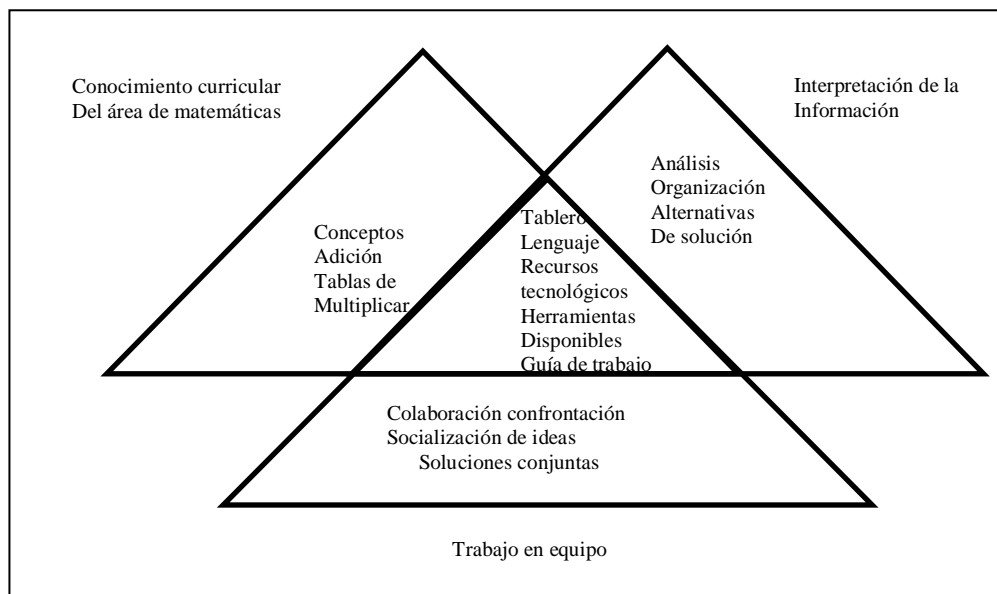 Conocimiento curricular
Del área de matemáticas
Interpretación de la
Información
Análisis
Organización
Alternativas
De solución
Conceptos
Adición
Tablas de
Multiplicar
Tablero
Lenguaje
Recursos
tecnológicos
Herramientas
Disponibles
Guía de trabajo
Colaboración confrontación
Socialización de ideas
Soluciones conjuntas
Trabajo en equipo